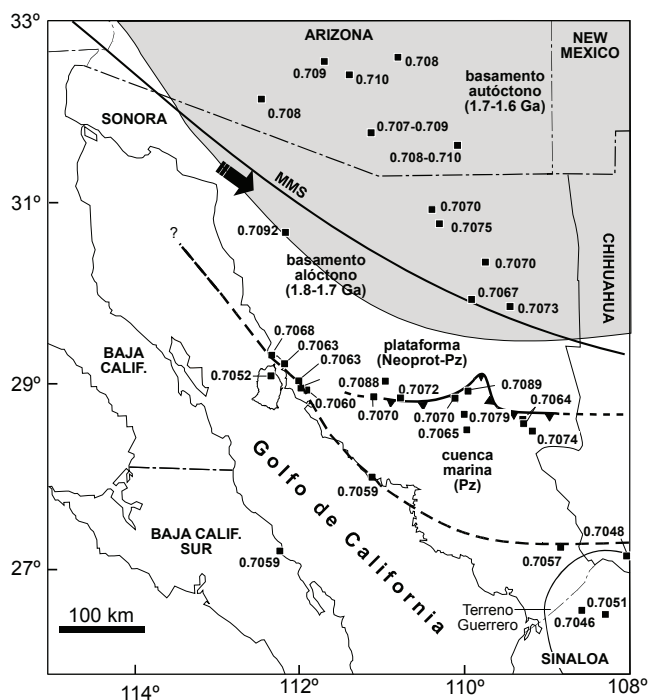 33°
ARIZONA
NEW
MEXICO
0.708
0.709
0.710
basamento
autóctono
(1.7-1.6 Ga)
0.708
SONORA
0.707-0.709
0.708-0.710
31°
MMS
0.7070
0.7075
0.7092
?
basamento
alóctono
(1.8-1.7 Ga)
0.7070
CHIHUAHUA
0.7067
0.7073
0.7068
0.7063
0.7063
plataforma
(Neoprot-Pz)
BAJA
CALIF.
29°
0.7052
0.7088
0.7072
0.7089
0.7060
0.7070
0.7070
0.7079
0.7064
0.7065
0.7074
cuenca
marina
(Pz)
Golfo de California
0.7059
BAJA CALIF.
SUR
0.7059
0.7048
0.7057
27°
100 km
Terreno
Guerrero
0.7051
0.7046
SINALOA
114°
112°
110°
108°